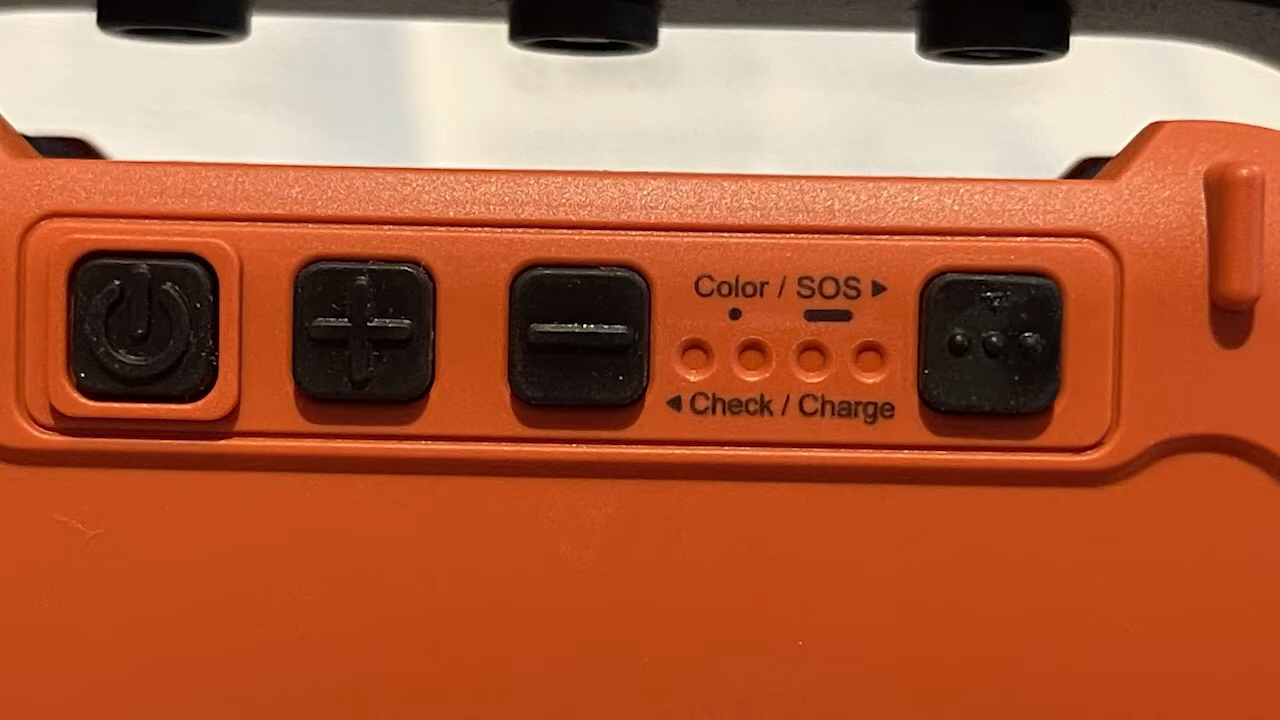 Color / SOS ▶
◀ Check / Charge